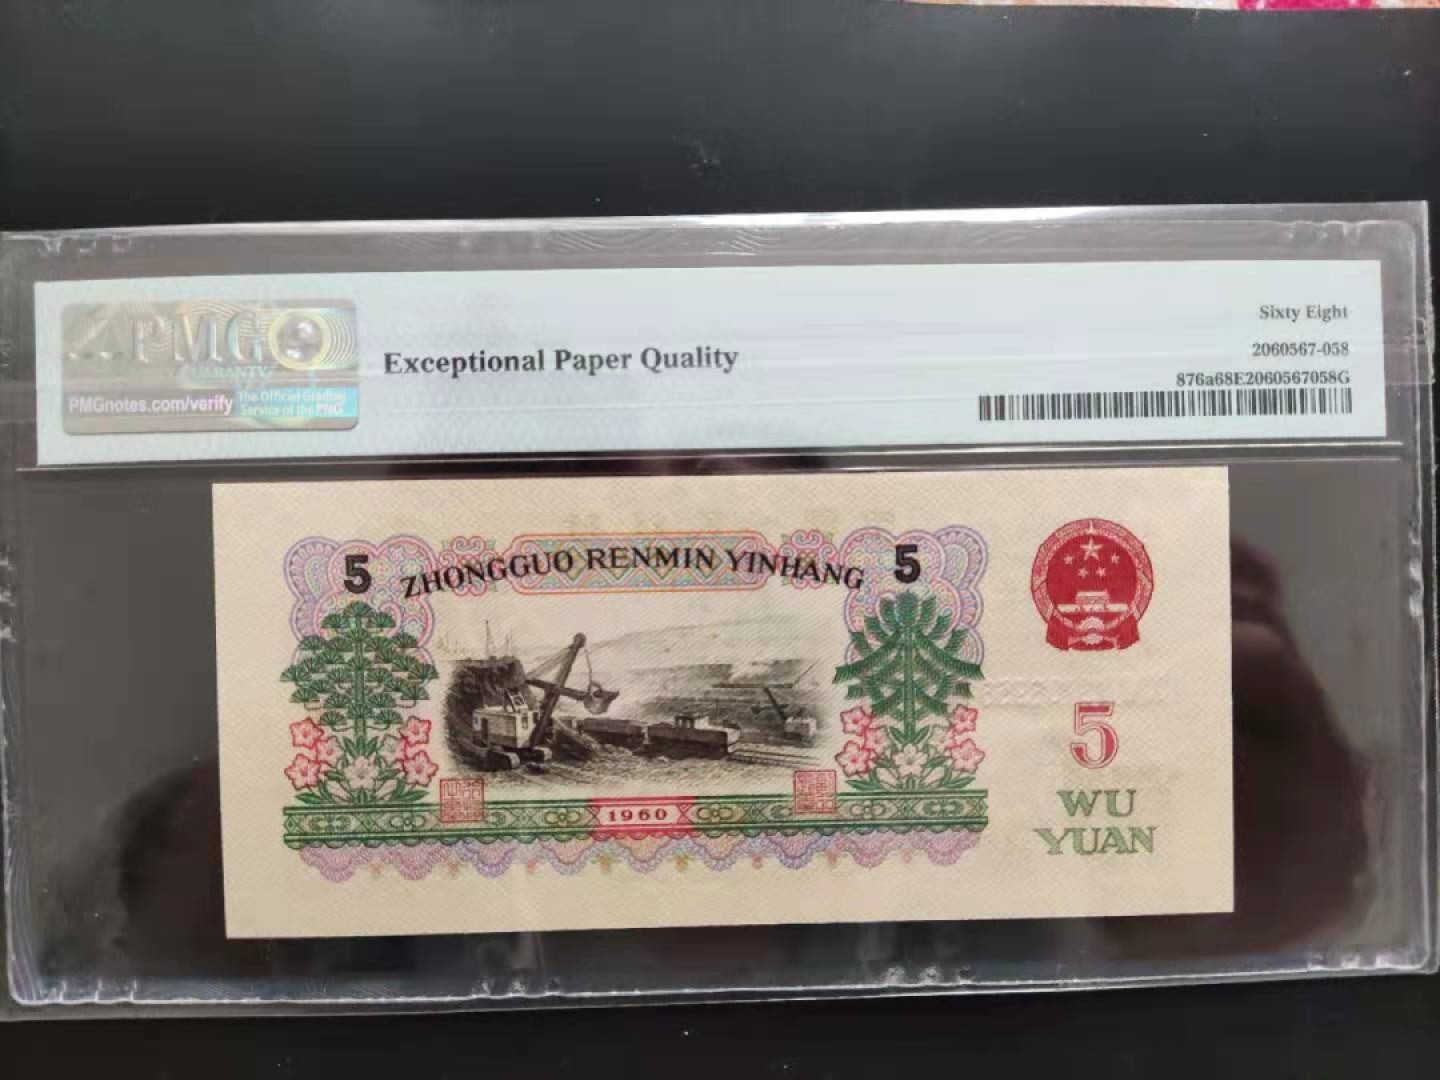 PMG
GUARANTY
PMGnotes.com/verify
The Official Grading
Service of the PNG
Exceptional Paper Quality
Sixty Eight
2060567-058
876a68E2060567058G
5
ZHONGGUO RENMIN YINHANG
5
1960
5
WU
YUAN